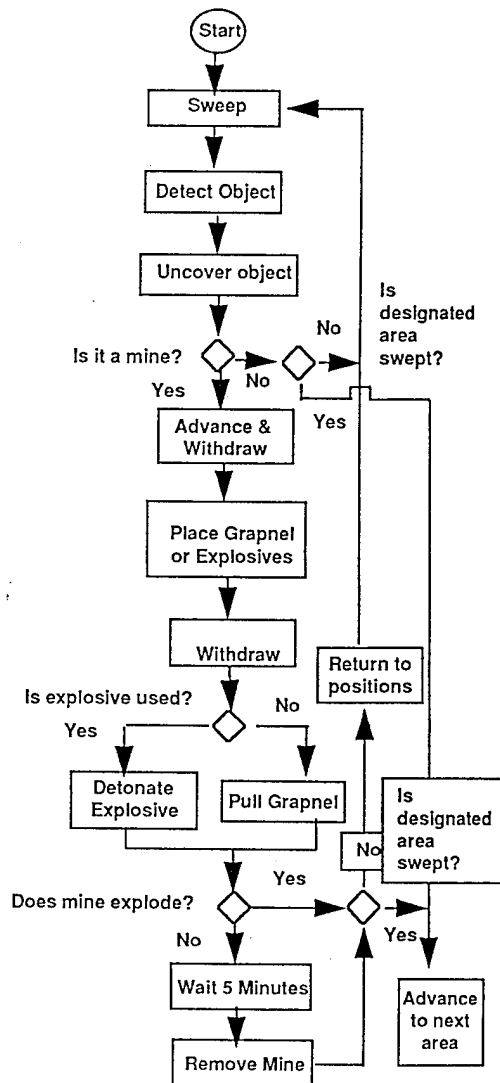 Start
Sweep
Detect Object
Uncover object
Is it a mine?
No
No
Is
designated
area
swept?
Yes
Yes
Advance &
Withdraw
Place Grapnel
or Explosives
Withdraw
Return to
positions
Is explosive used?
Yes
No
Detonate
Explosive
Pull Grapnel
Is
designated
area
swept?
No
Does mine explode?
Yes
Yes
No
Wait 5 Minutes
Advance
to next
area
Remove Mine